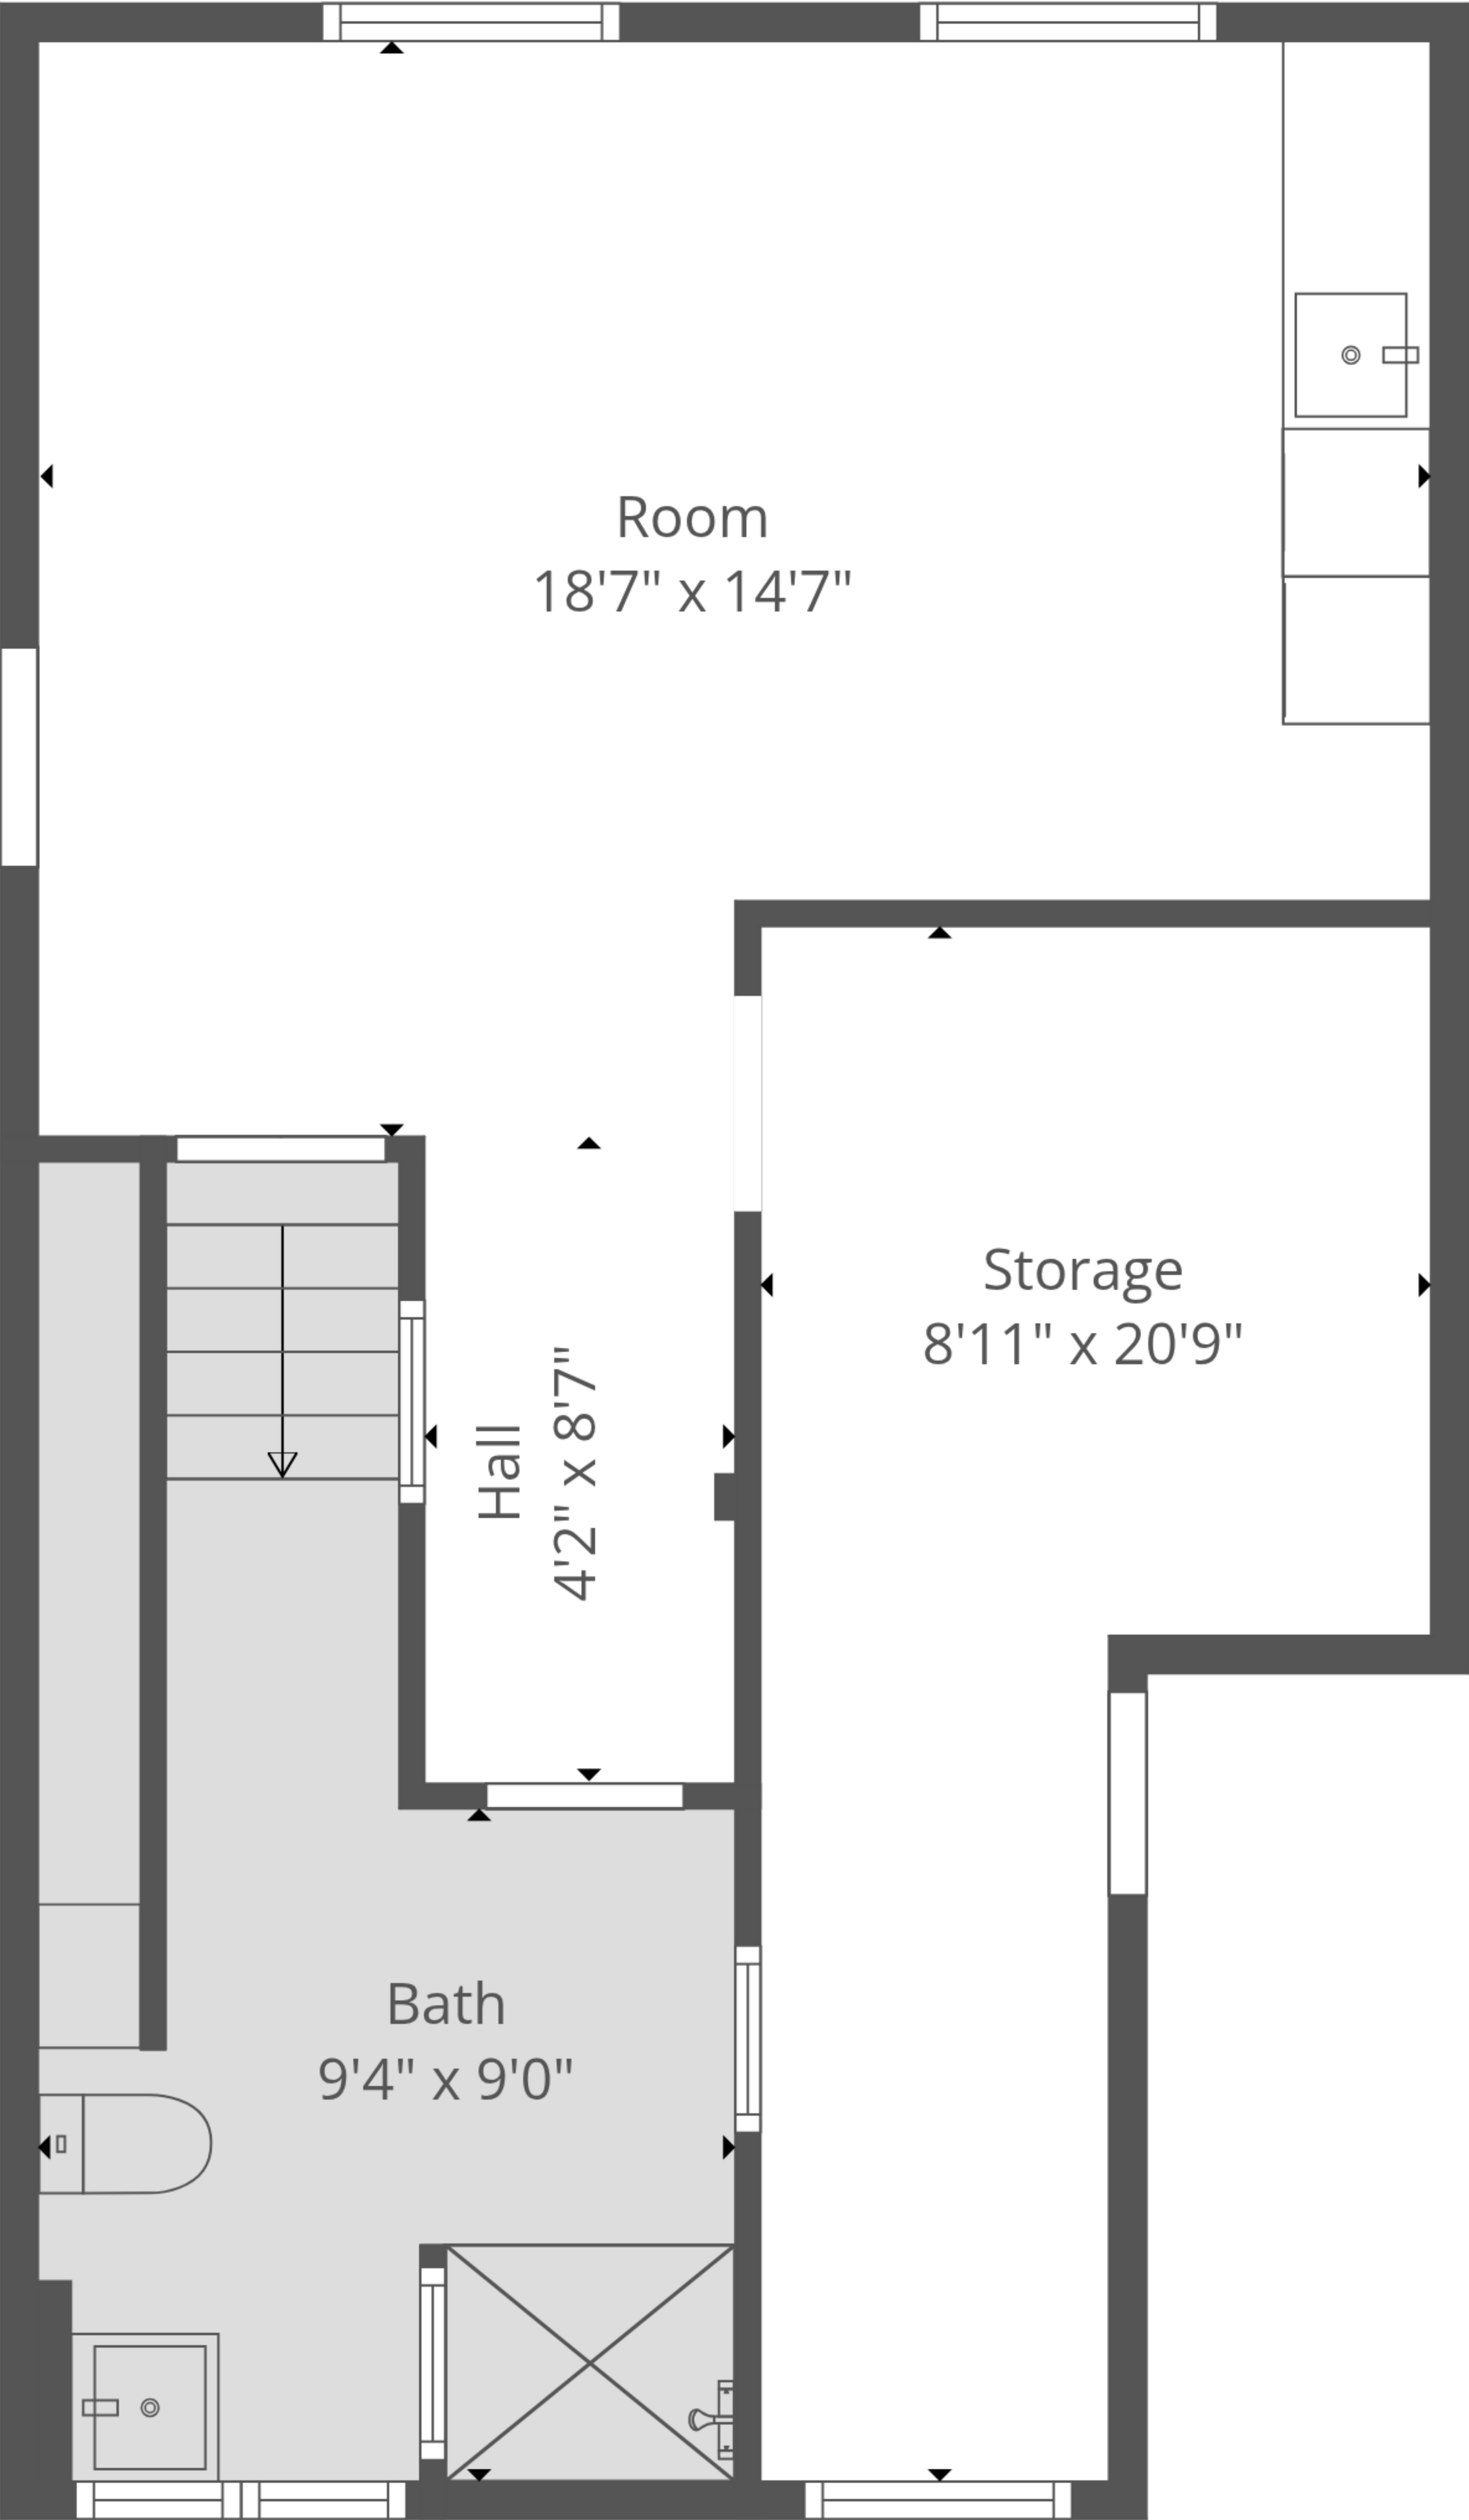 Room
18'7" x 14'7"
Storage
8'11" x 20'9"
Hall
4'2" x 8'7"
Bath
9'4" x 9'0"